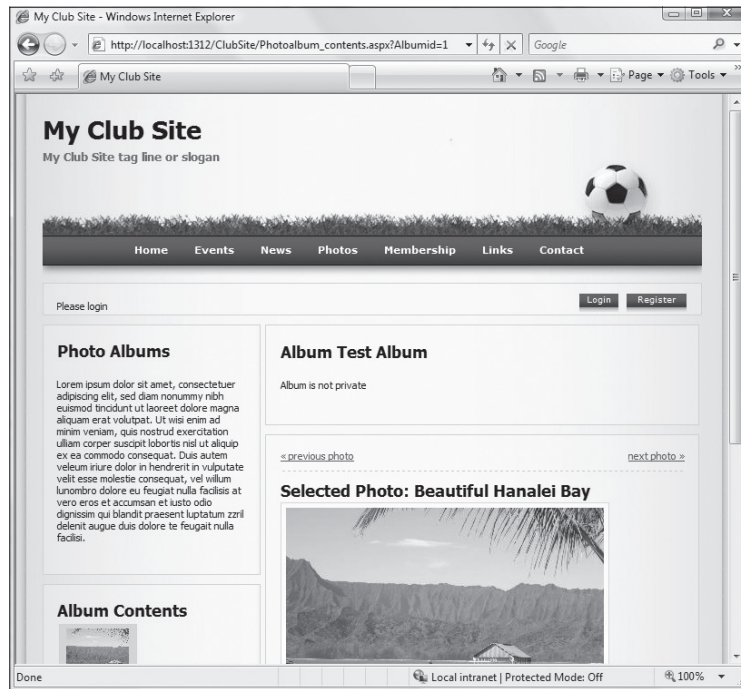 My Club Site - Windows Internet Explorer
http://localhost:1312/ClubSite/Photoalbum_contents.aspx?Albumid=1
Google
My Club Site
Page
Tools
My Club Site
My Club Site tag line or slogan
Home Events News Photos Membership Links Contact
Please login
Login Register
Photo Albums
Lorem ipsum dolor sit amet, consectetuer
adipiscing elit, sed diam nonummy nibh
euismod tincidunt ut laoreet dolore magna
aliquam erat volutpat. Ut wisi enim ad
minim veniam, quis nostrud exercitation
ulliam corper suscipit lobortis nisl ut aliquip
ex ea commodo consequat. Duis autem
veleum iriure dolor in hendrerit in vulputate
velit esse molestie consequat, vel willum
lunombro dolore eu feugiat nulla facilisis at
vero eros et accumsan et iusto odio
dignissim qui blandit praesent luptatum zzril
delenit augue duis dolore te feugait nulla
facilisi.
Album Contents
Album Test Album
Album is not private
« previous photo next photo »
Selected Photo: Beautiful Hanalei Bay
Done
Local intranet | Protected Mode: Off
100%